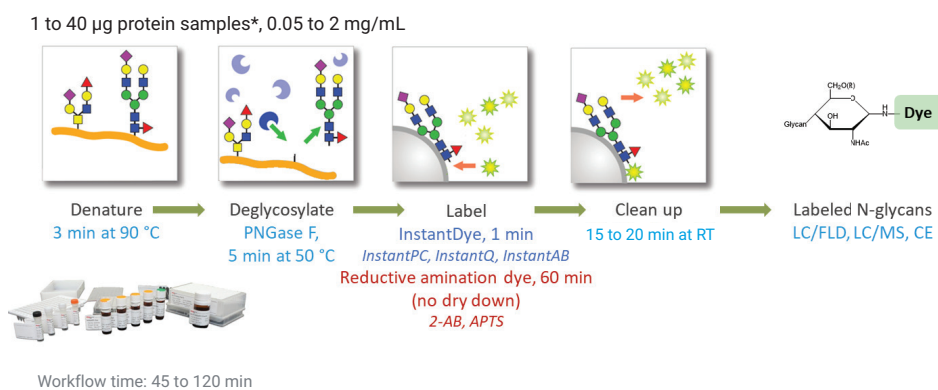 1 to 40 µg protein samples*, 0.05 to 2 mg/mL
CH₂O(R)
O
OH
Glycan
NHAc
H
N
Dye
Denature
3 min at 90 °C
Deglycosylate
PNGase F,
5 min at 50 °C
Label
InstantDye, 1 min
InstantPC, InstantQ, InstantAB
Reductive amination dye, 60 min
(no dry down)
2-AB, APTS
Clean up
15 to 20 min at RT
Labeled N-glycans
LC/FLD, LC/MS, CE
Workflow time: 45 to 120 min